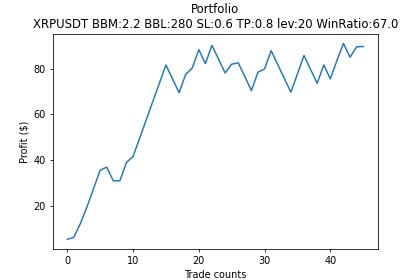 Portfolio
XRPUSDT BBM:2.2 BBL:280 SL:0.6 TP:0.8 lev:20 WinRatio:67.0
Profit ($)
80
60
40
20
0 10 20 30 40
Trade counts